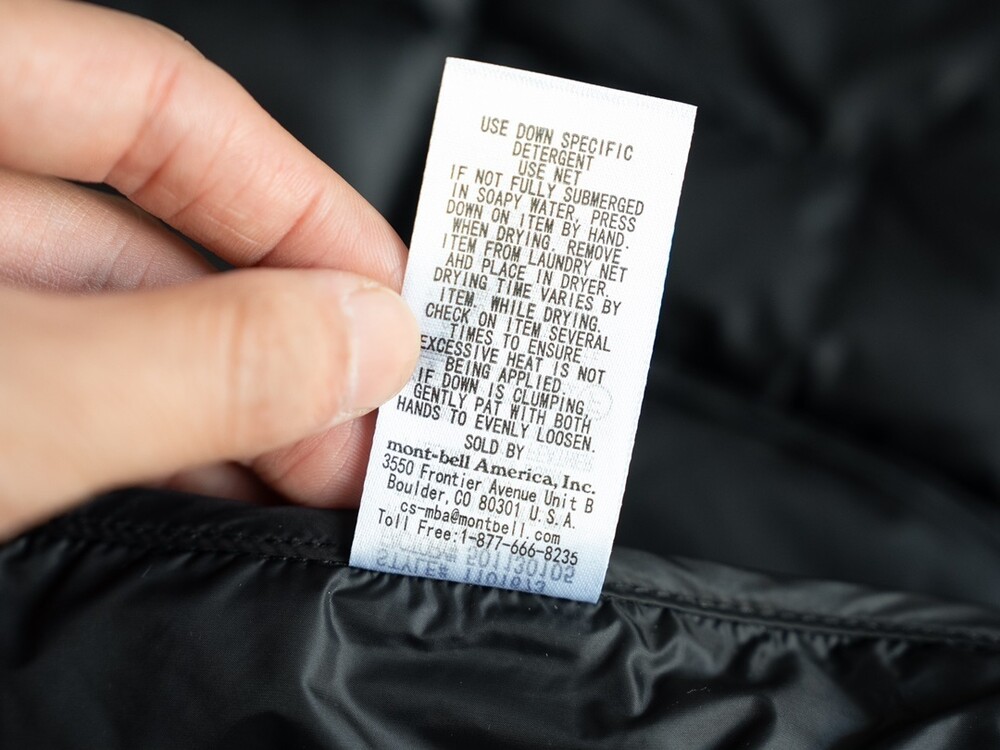 USE DOWN SPECIFIC
DETERGENT
USE NET
IF NOT FULLY SUBMERGED
IN SOAPY WATER, PRESS
DOWN ON ITEM BY HAND.
WHEN DRYING, REMOVE
ITEM FROM LAUNDRY NET
AHD PLACE IN DRYER.
DRYING TIME VARIES BY
ITEM. WHILE DRYING,
CHECK ON ITEM SEVERAL
TIMES TO ENSURE
EXCESSIVE HEAT IS NOT
BEING APPLIED.
IF DOWN IS CLUMPING,
GENTLY PAT WITH BOTH
HANDS TO EVENLY LOOSEN.
SOLD BY
mont-bell America, Inc.
3550 Frontier Avenue Unit B
Boulder, CO 80301 U.S.A.
cs-mba@montbell.com
Toll Free:1-877-666-8235